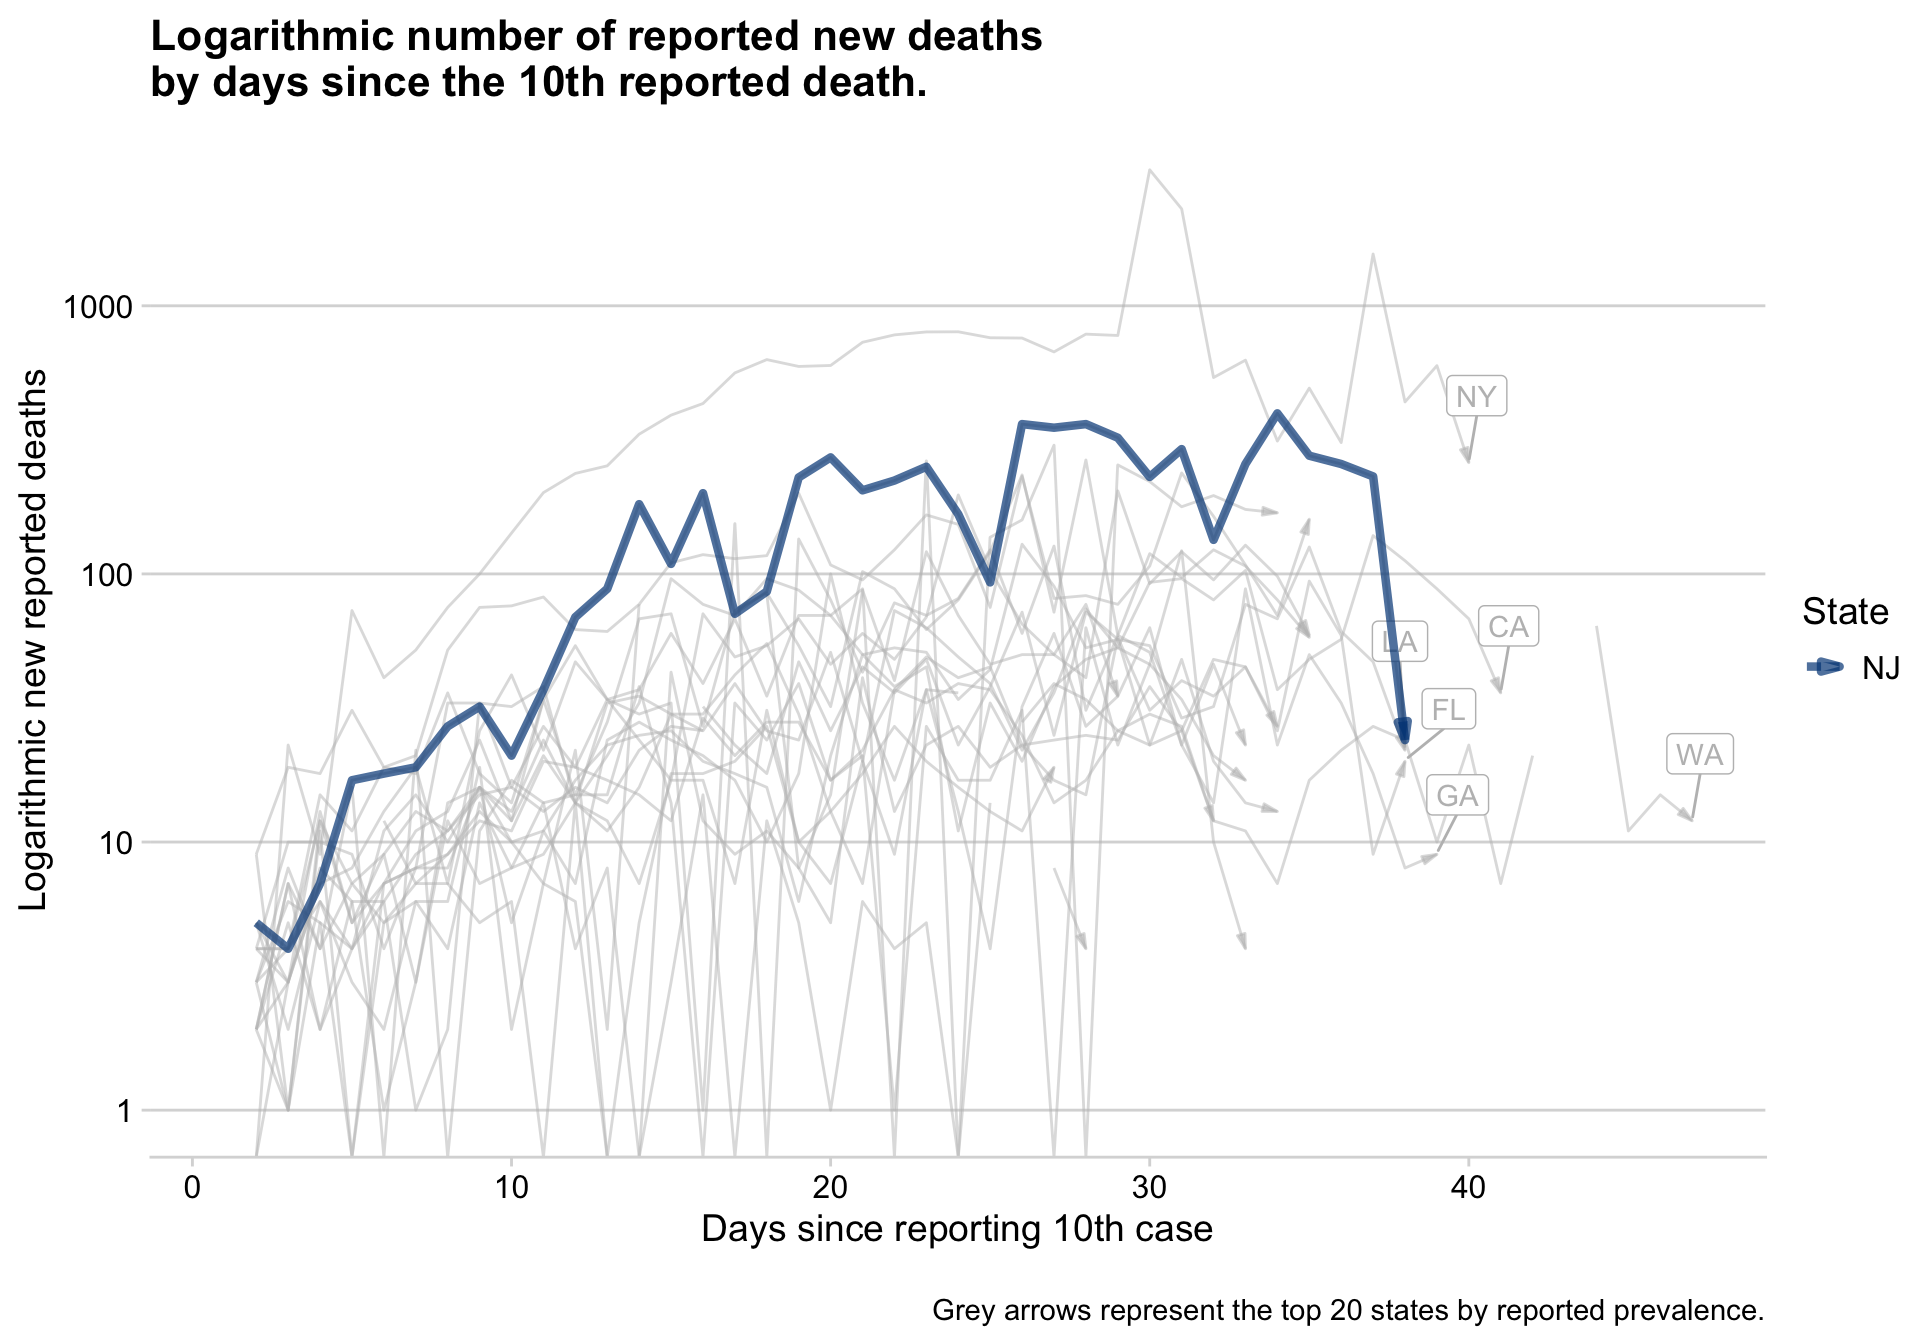 Logarithmic number of reported new deaths
by days since the 10th reported death.
Logarithmic new reported deaths
1000
100
10
1
NY
CA
LA
FL
WA
GA
State
NJ
0 10 20 30 40
Days since reporting 10th case
Grey arrows represent the top 20 states by reported prevalence.